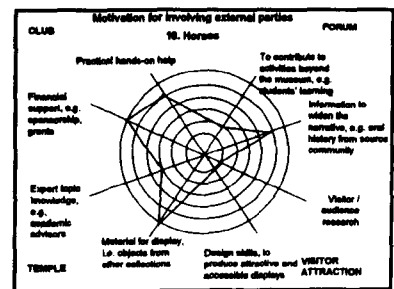 Motivation for involving external parties
CLUB
FORUM
16. Horses
Practical hands-on help
To contribute to
activities beyond
the museum, e.g.
students' learning
Financial
support, e.g.
sponsorship,
grants
Information to
widen the
narrative, e.g. oral
history from source
community
Expert topic
knowledge,
e.g.
academic
advisors
Visitor /
audience
research
Material for display,
i.e. objects from
other collections
Design skills, to
produce attractive and
accessible displays
TEMPLE
VISITOR
ATTRACTION